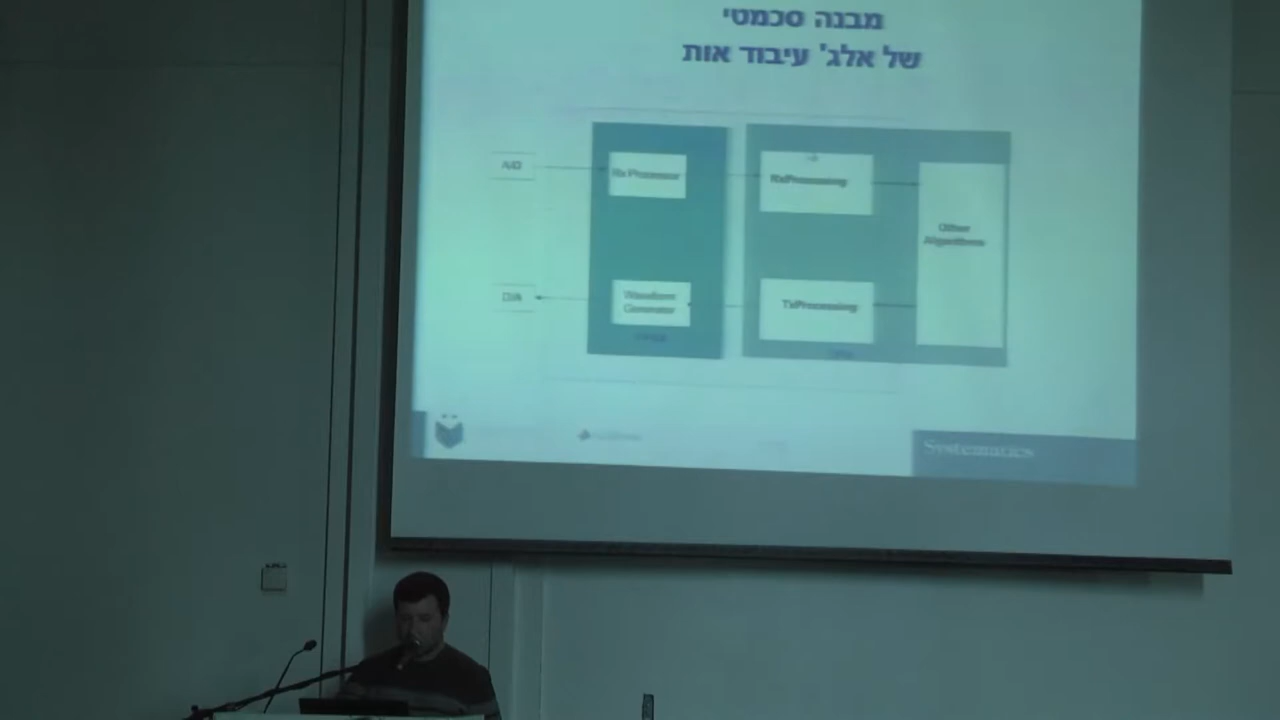 מבנה סכמטי
של אלג' עיבוד אות
A/D
Rx Processor
RxProcessing
Other
Algorithms
D/A
Waveform
Generator
TxProcessing
Systematics